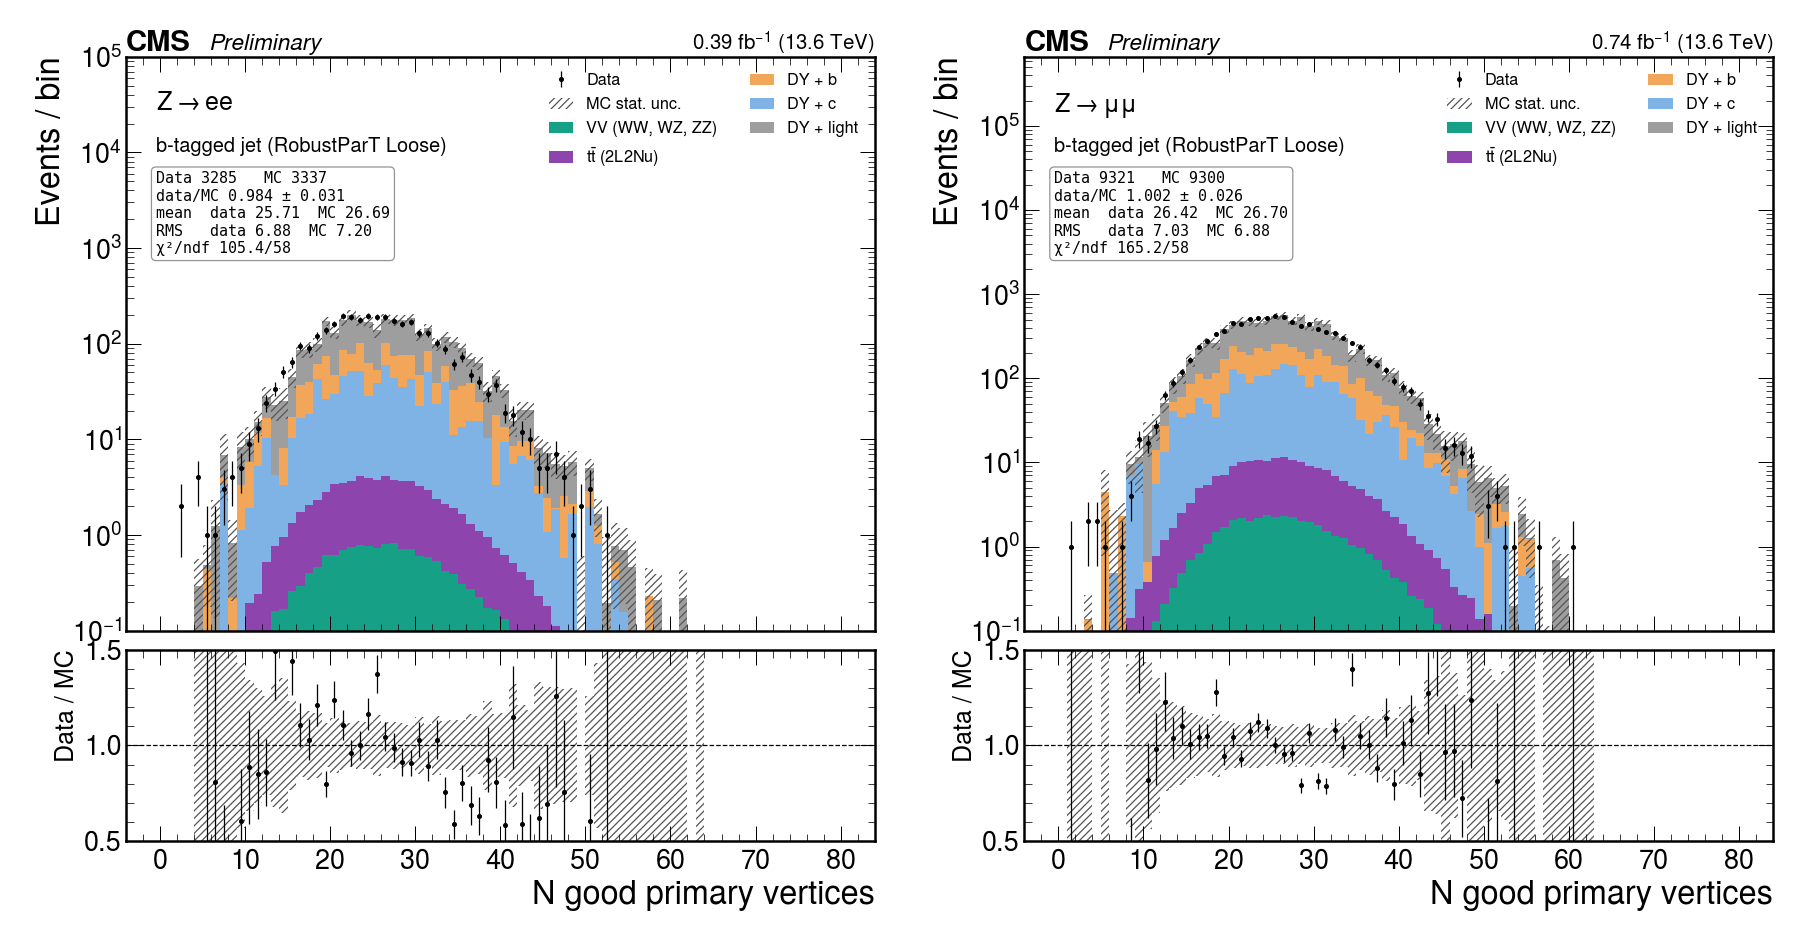 CMS Preliminary 0.39 fb⁻¹ (13.6 TeV)
Events / bin
10⁵
10⁴
10³
10²
10¹
10⁰
10⁻¹
Z → ee
b-tagged jet (RobustParT Loose)
Data 3285 MC 3337
data/MC 0.984 ± 0.031
mean data 25.71 MC 26.69
RMS data 6.88 MC 7.20
χ²/ndf 105.4/58
Data
MC stat. unc.
VV (WW, WZ, ZZ)
tt̄ (2L2Nu)
DY + b
DY + c
DY + light
Data / MC
1.5
1.0
0.5
0 10 20 30 40 50 60 70 80
N good primary vertices
CMS Preliminary 0.74 fb⁻¹ (13.6 TeV)
Events / bin
10⁵
10⁴
10³
10²
10¹
10⁰
10⁻¹
Z → μμ
b-tagged jet (RobustParT Loose)
Data 9321 MC 9300
data/MC 1.002 ± 0.026
mean data 26.42 MC 26.70
RMS data 7.03 MC 6.88
χ²/ndf 165.2/58
Data
MC stat. unc.
VV (WW, WZ, ZZ)
tt̄ (2L2Nu)
DY + b
DY + c
DY + light
Data / MC
1.5
1.0
0.5
0 10 20 30 40 50 60 70 80
N good primary vertices